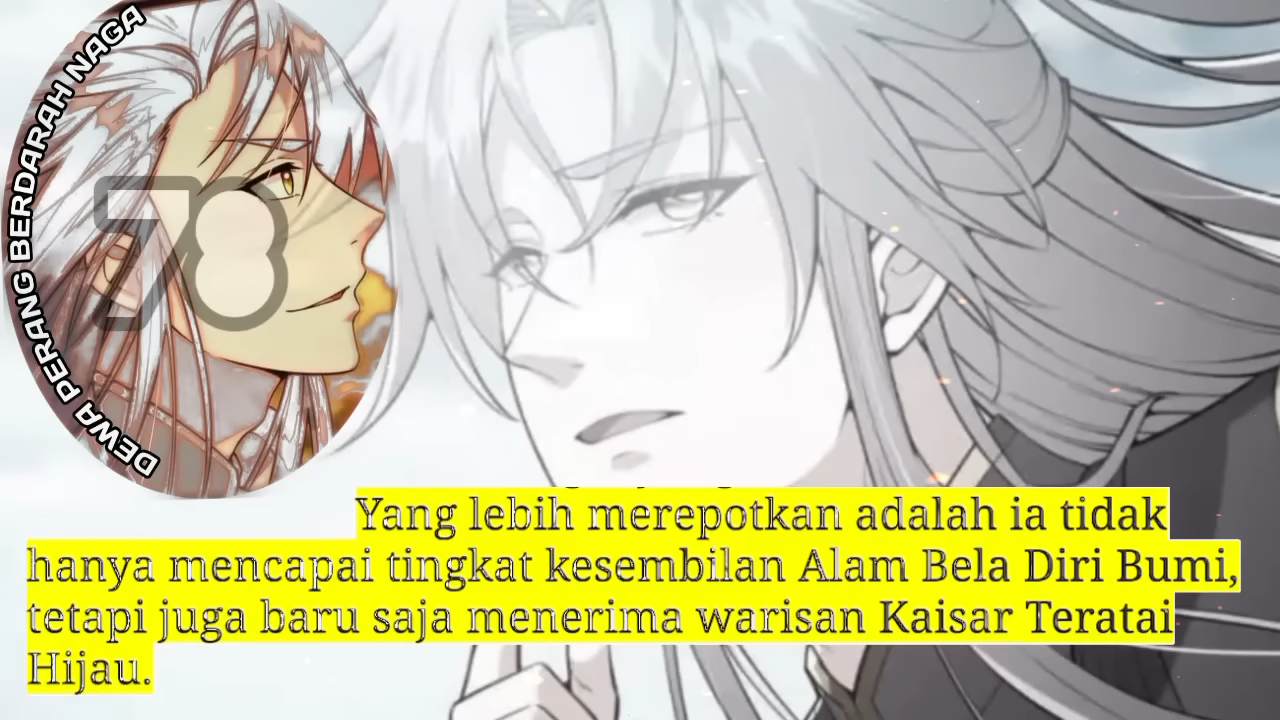 DEWA PERANG BERDARAH NAGA
78
Yang lebih merepotkan adalah ia tidak
hanya mencapai tingkat kesembilan Alam Bela Diri Bumi,
tetapi juga baru saja menerima warisan Kaisar Teratai
Hijau.